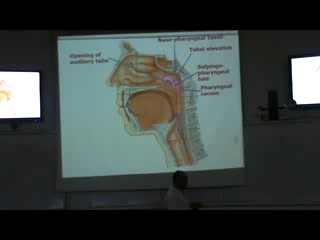 Naso-pharyngeal tonsil
Opening of
auditory tube
Tubal elevation
Salpingo-
pharyngeal
fold
Pharyngeal
recess